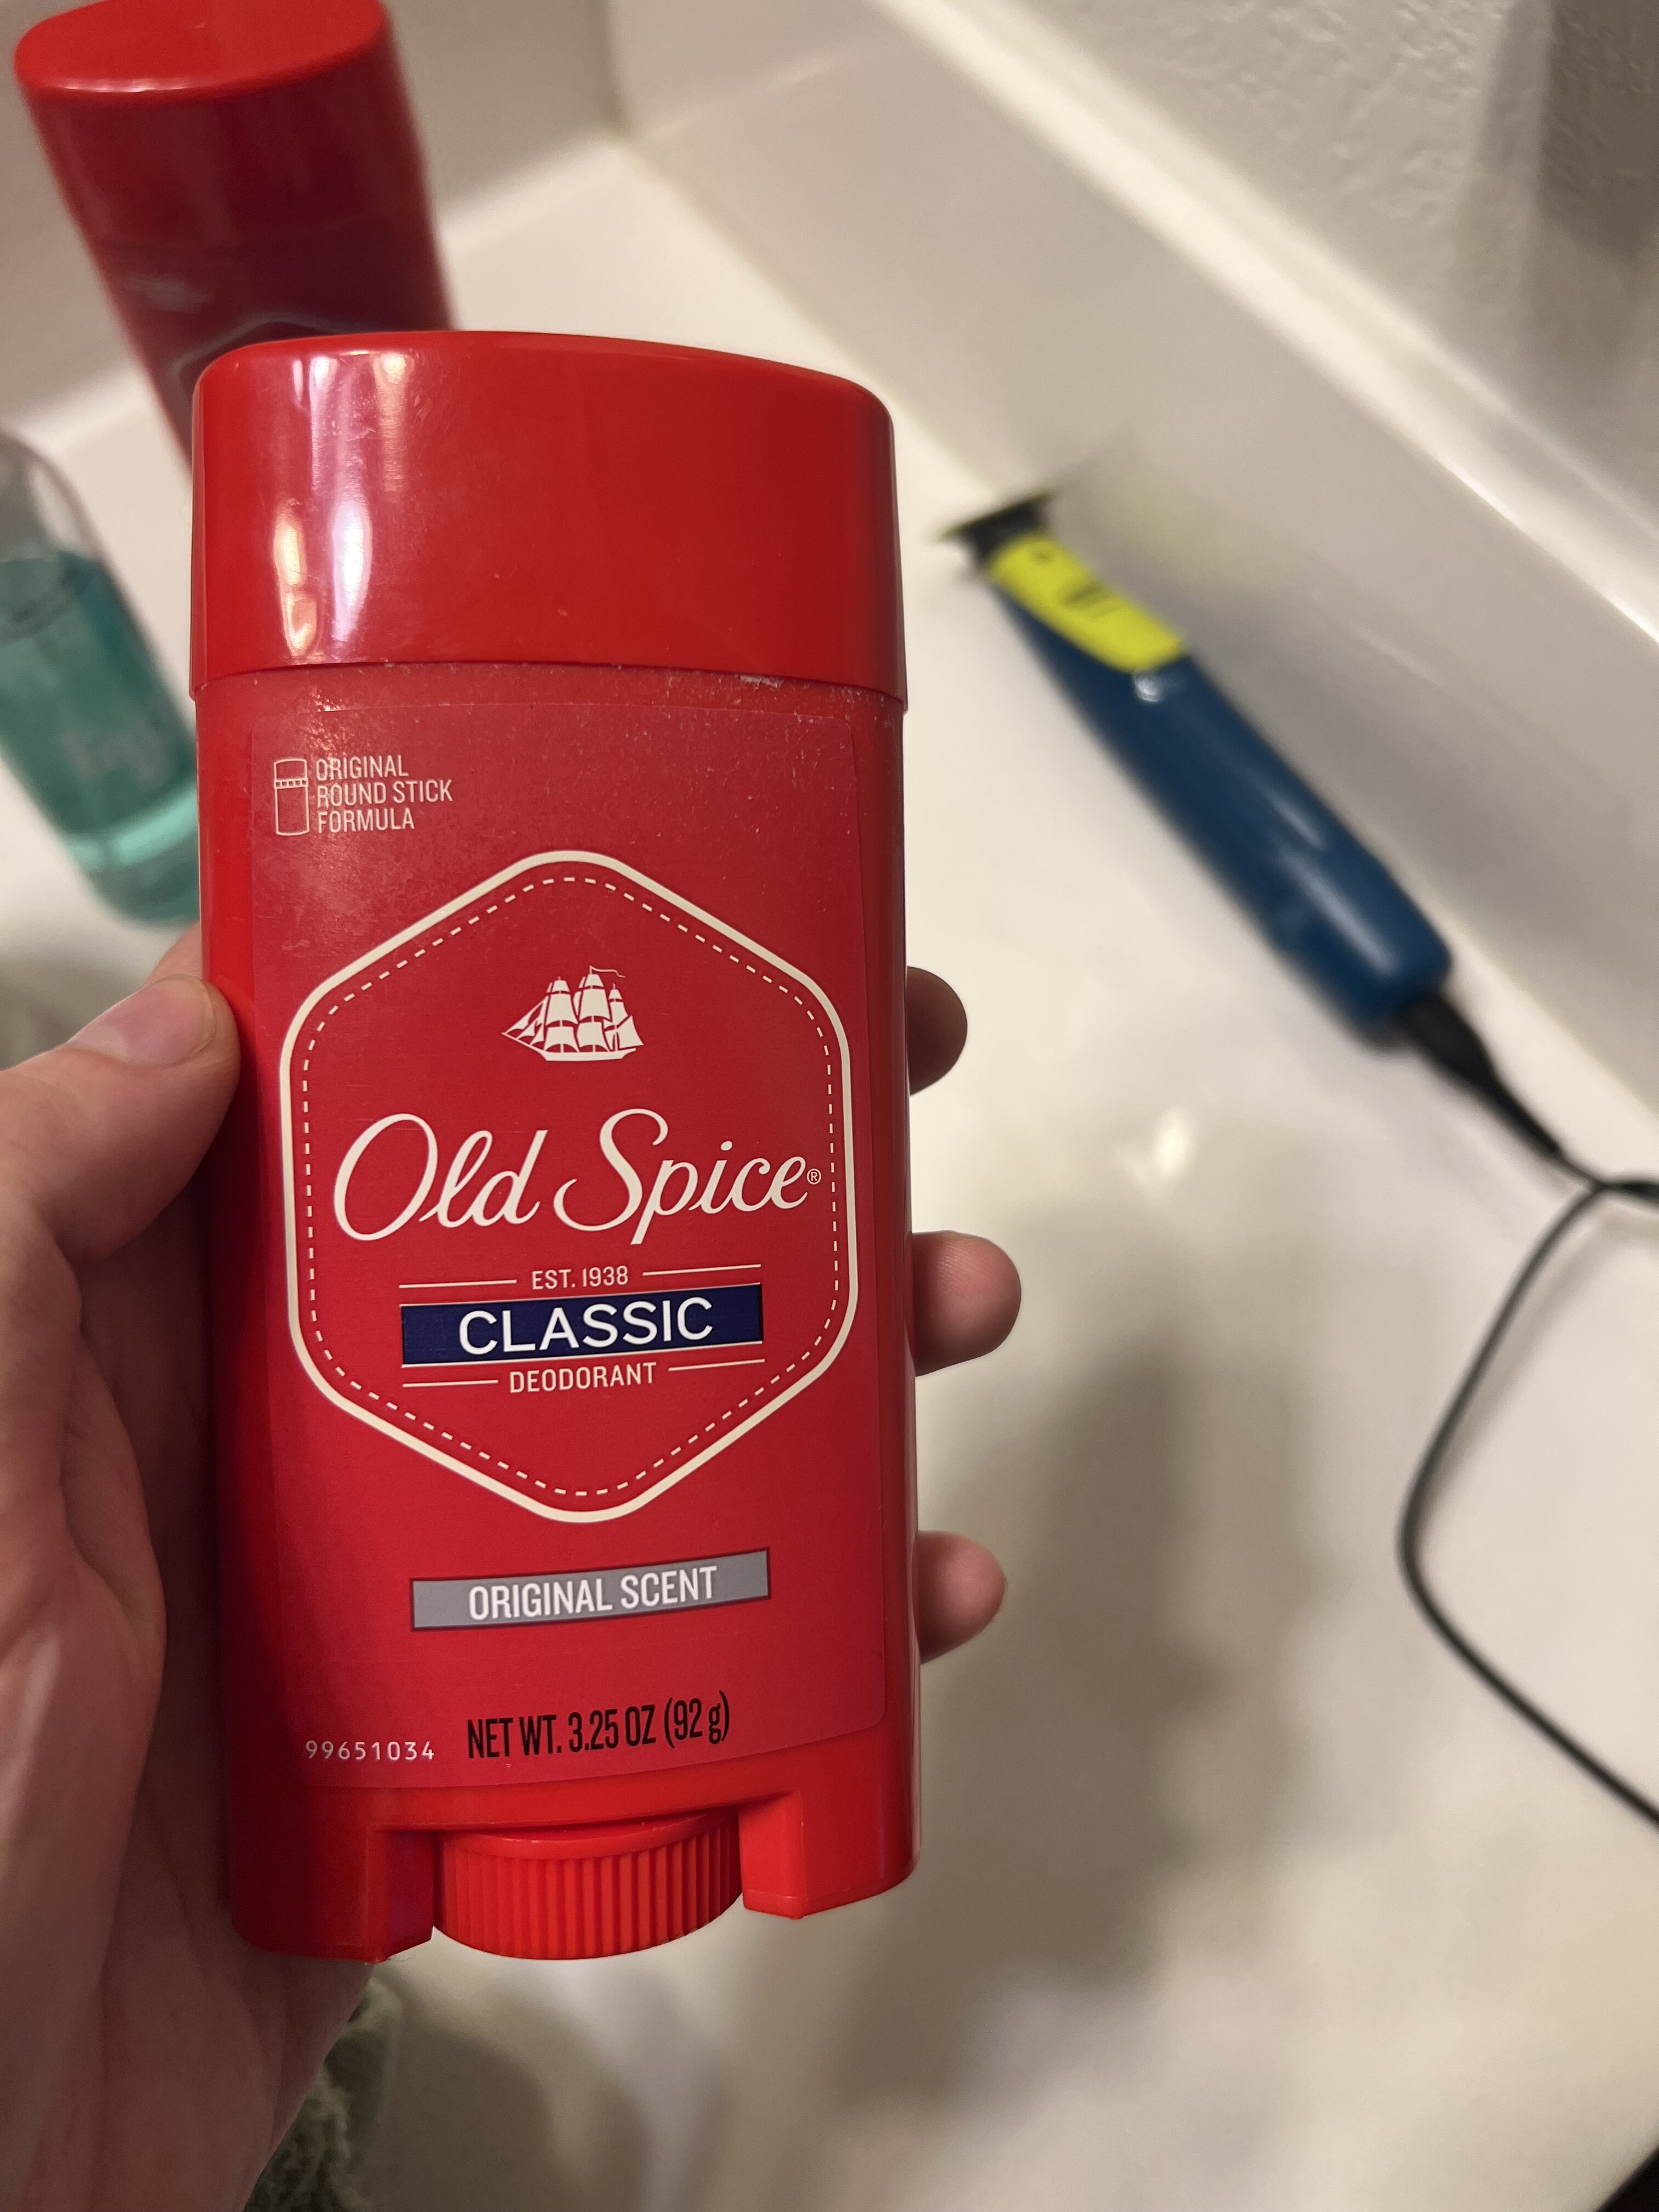 ORIGINAL
ROUND STICK
FORMULA
Old Spice®
EST. 1938
CLASSIC
DEODORANT
ORIGINAL SCENT
99651034 NET WT. 3.25 OZ (92 g)